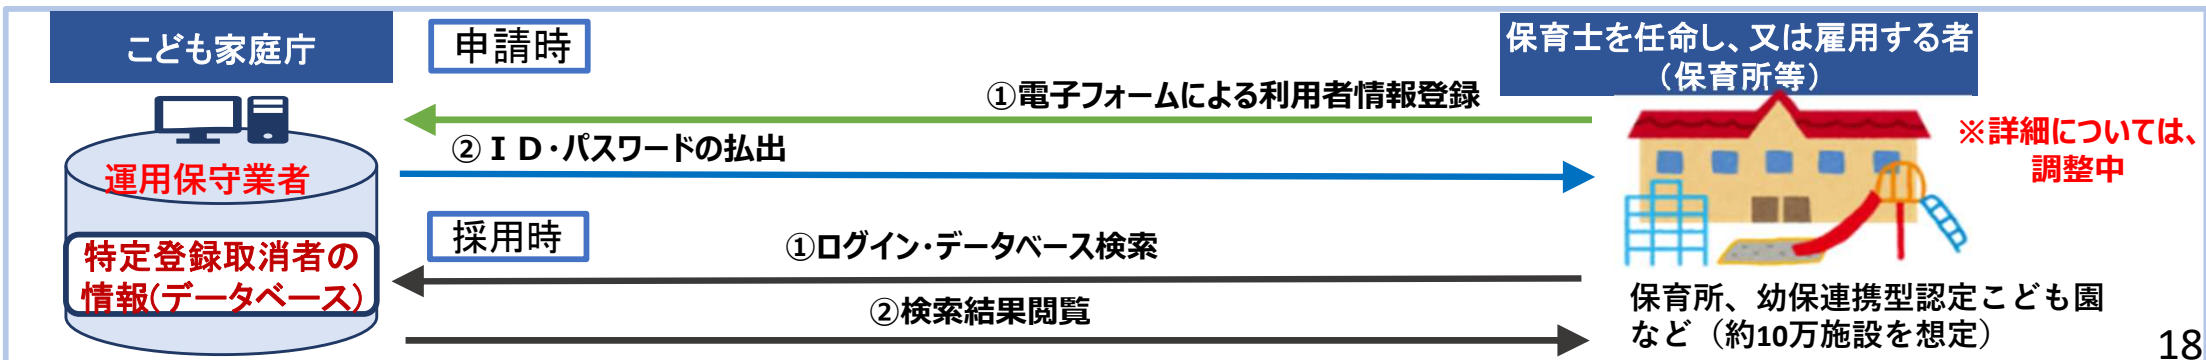 こども家庭庁
申請時
保育士を任命し、又は雇用する者
（保育所等）
①電子フォームによる利用者情報登録
②ＩＤ・パスワードの払出
※詳細については、
調整中
運用保守業者
採用時
①ログイン・データベース検索
特定登録取消者の
情報(データベース)
②検索結果閲覧
保育所、幼保連携型認定こども園
など（約10万施設を想定）
18